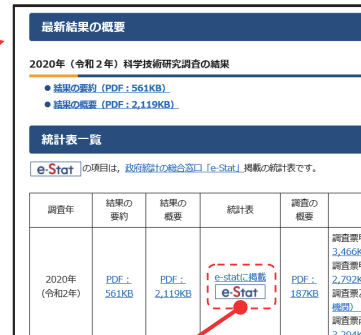 最新結果の概要
2020年（令和２年）科学技術研究調査の結果
● 結果の要約（PDF：561KB）
● 結果の概要（PDF：2,119KB）
統計表一覧
e-Stat の項目は，政府統計の総合窓口「e-Stat」掲載の統計表です。
調査年
結果の
要約
結果の
概要
統計表
調査の
概要
2020年
(令和2年)
PDF：
561KB
PDF：
2,119KB
e-statに掲載
e-Stat
PDF：
187KB
調査票
3,466K
調査票
2,792K
調査票
機関）
調査票